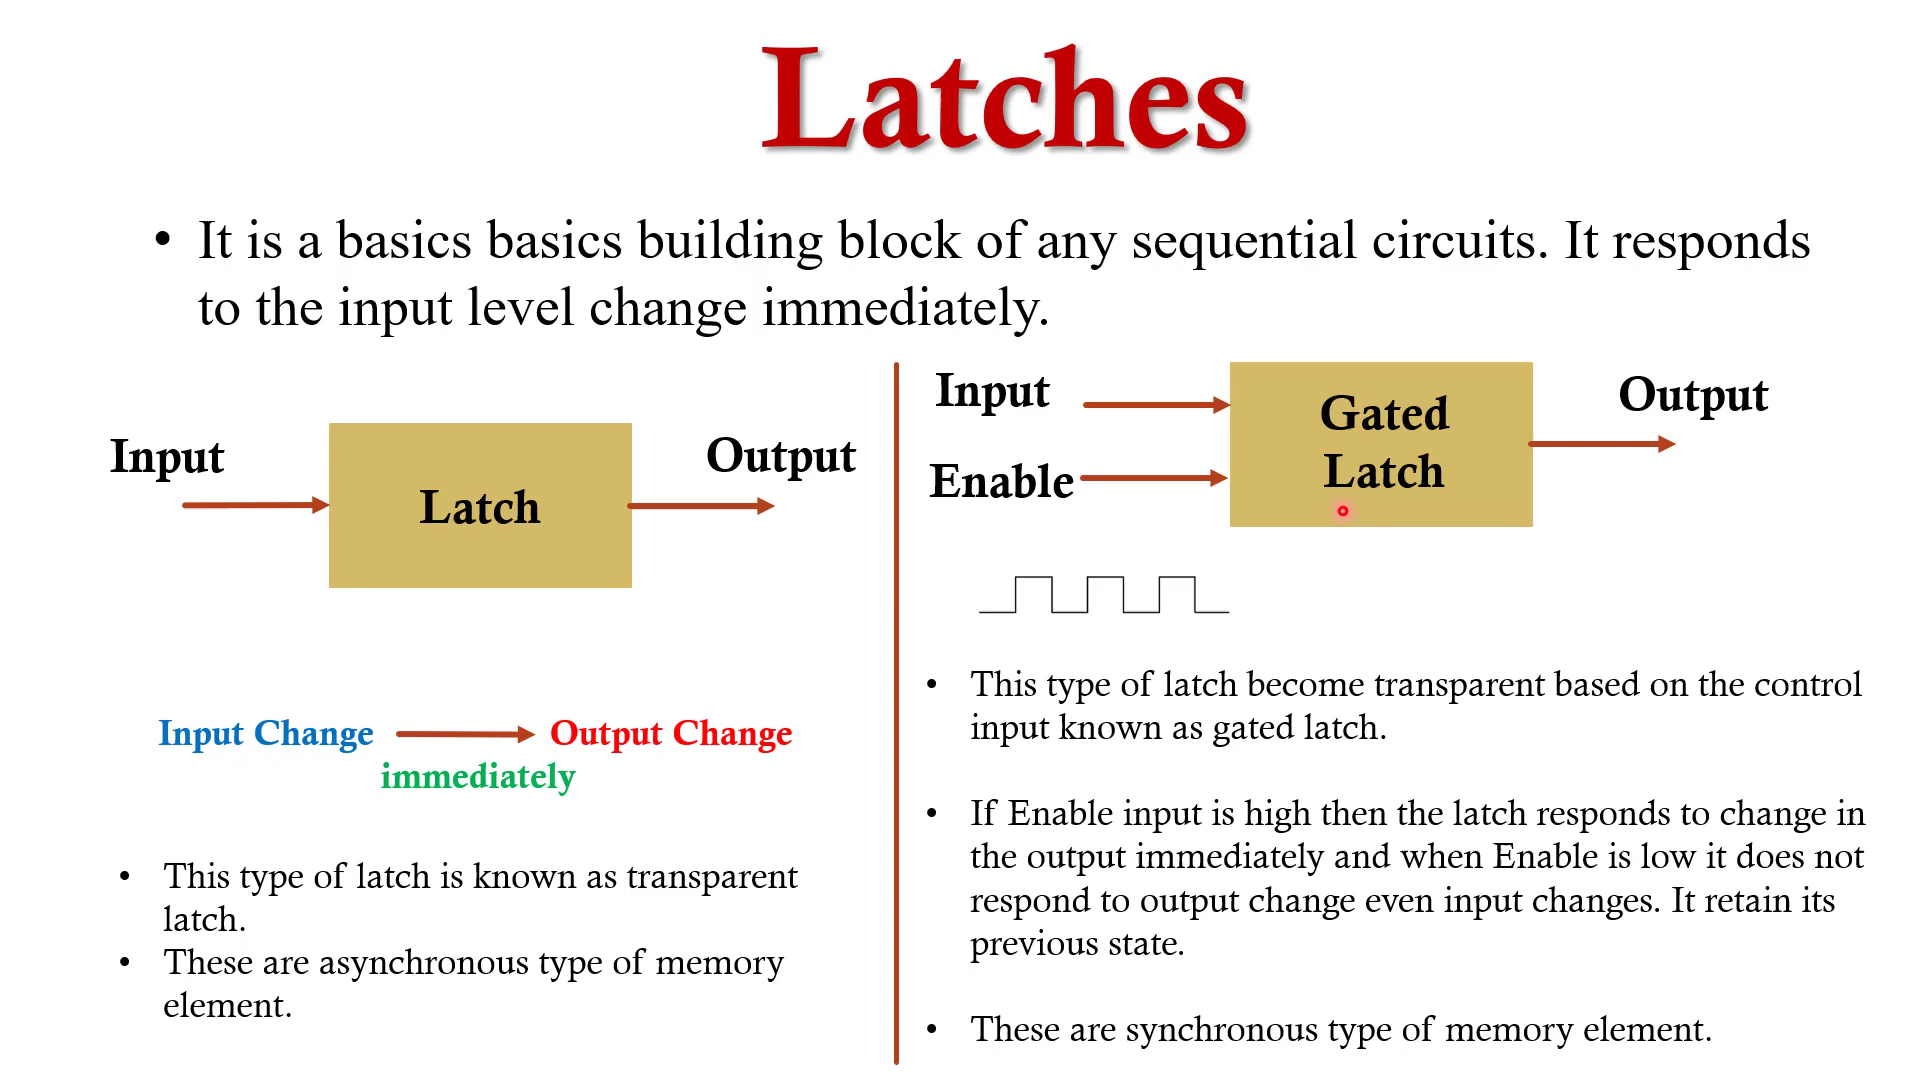 Latches
• It is a basics basics building block of any sequential circuits. It responds
to the input level change immediately.
Input
Latch
Output
Input Change
Output Change
immediately
• This type of latch is known as transparent
latch.
• These are asynchronous type of memory
element.
Input
Enable
Gated
Latch
Output
• This type of latch become transparent based on the control
input known as gated latch.
• If Enable input is high then the latch responds to change in
the output immediately and when Enable is low it does not
respond to output change even input changes. It retain its
previous state.
• These are synchronous type of memory element.